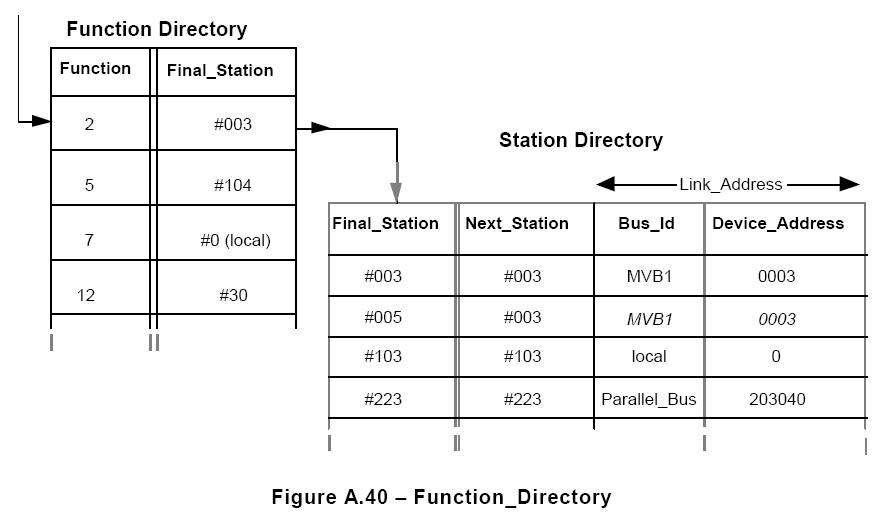 Function Directory
Function Final_Station
2 #003
5 #104
7 #0 (local)
12 #30
Station Directory
Link_Address
Final_Station Next_Station Bus_Id Device_Address
#003 #003 MVB1 0003
#005 #003 MVB1 0003
#103 #103 local 0
#223 #223 Parallel_Bus 203040
Figure A.40 – Function_Directory